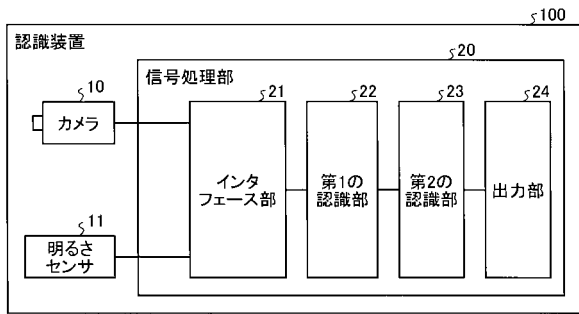 100
認識装置
20
信号処理部
10
カメラ
21
インタ
フェース部
22
第1の
認識部
23
第2の
認識部
24
出力部
11
明るさ
センサ